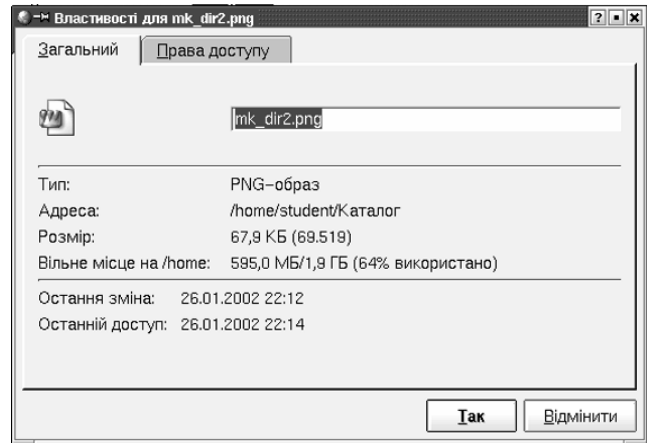 Властивості для mk_dir2.png
Загальний Права доступу
mk_dir2.png
Тип: PNG-образ
Адреса: /home/student/Каталог
Розмір: 67,9 КБ (69.519)
Вільне місце на /home: 595,0 МБ/1,9 ГБ (64% використано)
Остання зміна: 26.01.2002 22:12
Останній доступ: 26.01.2002 22:14
Так Відмінити